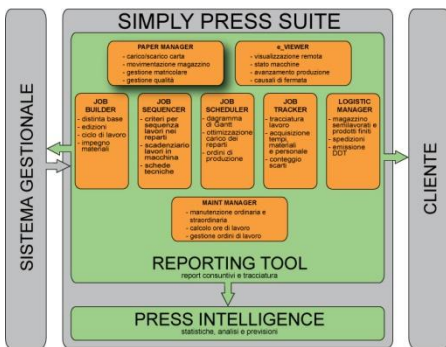 SIMPLY PRESS SUITE
PAPER MANAGER
- carico/scarico carta
- movimentazione magazzino
- gestione matricolare
- gestione qualità
e_VIEWER
- visualizzazione remota
- stato macchine
- avanzamento produzione
- causali di fermata
JOB
BUILDER
- distinta base
- edizioni
- ciclo di lavoro
- impegno
materiali
JOB
SEQUENCER
- criteri per
sequenza
lavori nei
reparti
- scadenziario
lavori in
macchina
- schede
tecniche
JOB
SCHEDULER
- dagramma di
Gantt
- ottimizzazione
carico dei
reparti
- ordini di
produzione
JOB
TRACKER
- tracciatura
lavoro
- acquisizione
tempi,
materiali e
personale
- conteggio
scarti
LOGISTIC
MANAGER
- magazzino
semilavorati e
prodotti finiti
- spedizioni
- emissione
DDT
MAINT MANAGER
- manutenzione ordinaria e
straordinaria
- calcolo ore di lavoro
- gestione ordini di lavoro
REPORTING TOOL
report consuntivi e tracciatura
PRESS INTELLIGENCE
statistiche, analisi e previsioni
SISTEMA GESTIONALE
CLIENTE